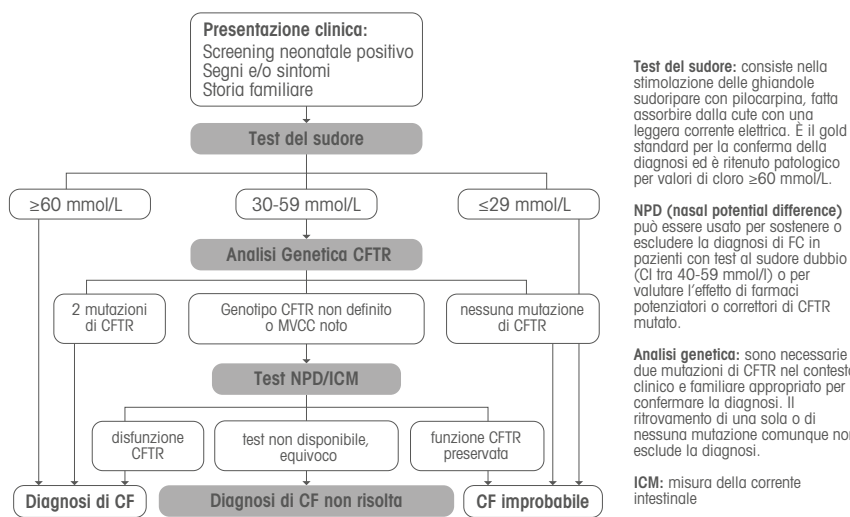 Presentazione clinica:
Screening neonatale positivo
Segni e/o sintomi
Storia familiare
Test del sudore
≥60 mmol/L
30-59 mmol/L
≤29 mmol/L
Analisi Genetica CFTR
2 mutazioni
di CFTR
Genotipo CFTR non definito
o MVCC noto
nessuna mutazione
di CFTR
Test NPD/ICM
disfunzione
CFTR
test non disponibile,
equivoco
funzione CFTR
preservata
Diagnosi di CF
Diagnosi di CF non risolta
CF improbabile
Test del sudore: consiste nella
stimolazione delle ghiandole
sudoripare con pilocarpina, fatta
assorbire dalla cute con una
leggera corrente elettrica. È il gold
standard per la conferma della
diagnosi ed è ritenuto patologico
per valori di cloro ≥60 mmol/L.
NPD (nasal potential difference)
può essere usato per sostenere o
escludere la diagnosi di FC in
pazienti con test al sudore dubbio
(Cl tra 40-59 mmol/l) o per
valutare l'effetto di farmaci
potenziatori o correttori di CFTR
mutato.
Analisi genetica: sono necessarie
due mutazioni di CFTR nel contesto
clinico e familiare appropriato per
confermare la diagnosi. Il
ritrovamento di una sola o di
nessuna mutazione comunque non
esclude la diagnosi.
ICM: misura della corrente
intestinale